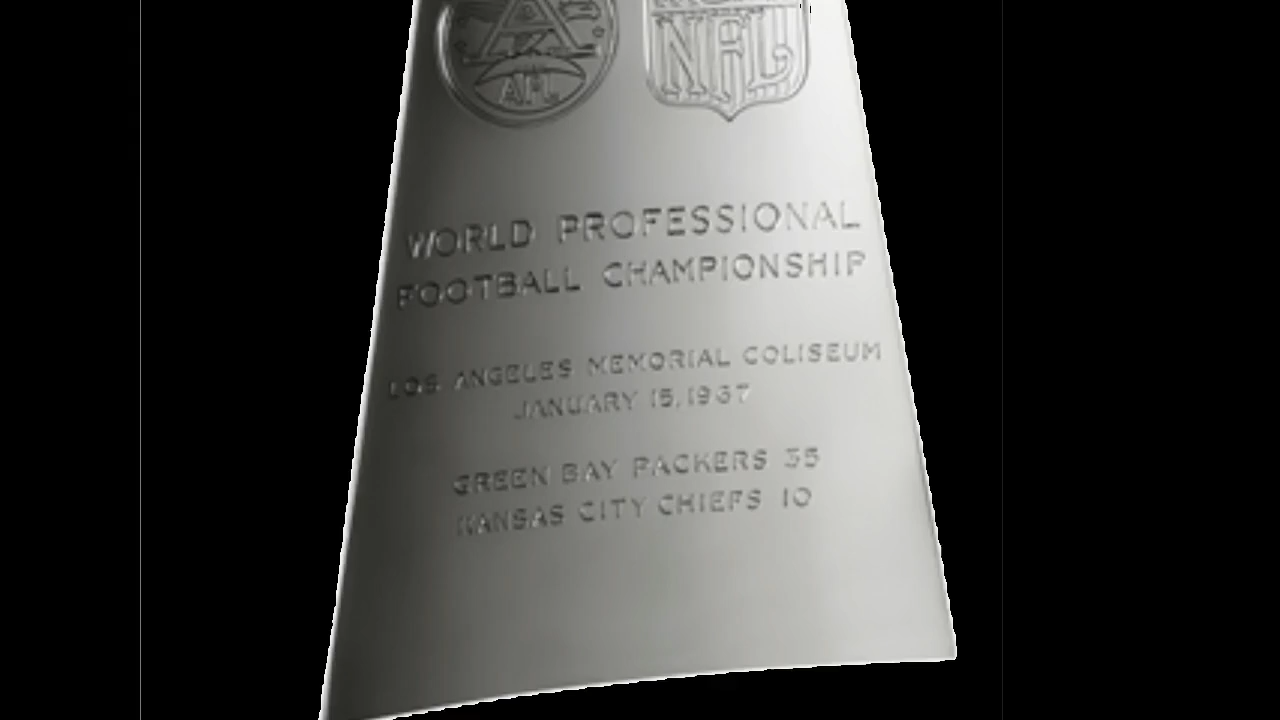 AFL NFL
WORLD PROFESSIONAL
FOOTBALL CHAMPIONSHIP
LOS ANGELES MEMORIAL COLISEUM
JANUARY 15, 1967
GREEN BAY PACKERS 35
KANSAS CITY CHIEFS 10